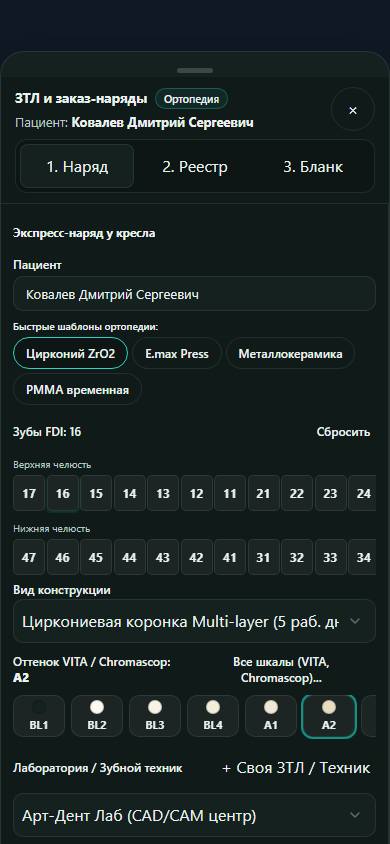 ЗТЛ и заказ-наряды Ортопедия
Пациент: Ковалев Дмитрий Сергеевич
×
1. Наряд 2. Реестр 3. Бланк
Экспресс-наряд у кресла
Пациент
Ковалев Дмитрий Сергеевич
Быстрые шаблоны ортопедии:
Цирконий ZrO2 E.max Press Металлокерамика
PMMA временная
Зубы FDI: 16 Сбросить
Верхняя челюсть
17 16 15 14 13 12 11 21 22 23 24
Нижняя челюсть
47 46 45 44 43 42 41 31 32 33 34
Вид конструкции
Циркониевая коронка Multi-layer (5 раб. дн
Оттенок VITA / Chromascop:
A2
Все шкалы (VITA,
Chromascop)...
BL1 BL2 BL3 BL4 A1 A2
Лаборатория / Зубной техник + Своя ЗТЛ / Техник
Арт-Дент Лаб (CAD/CAM центр)